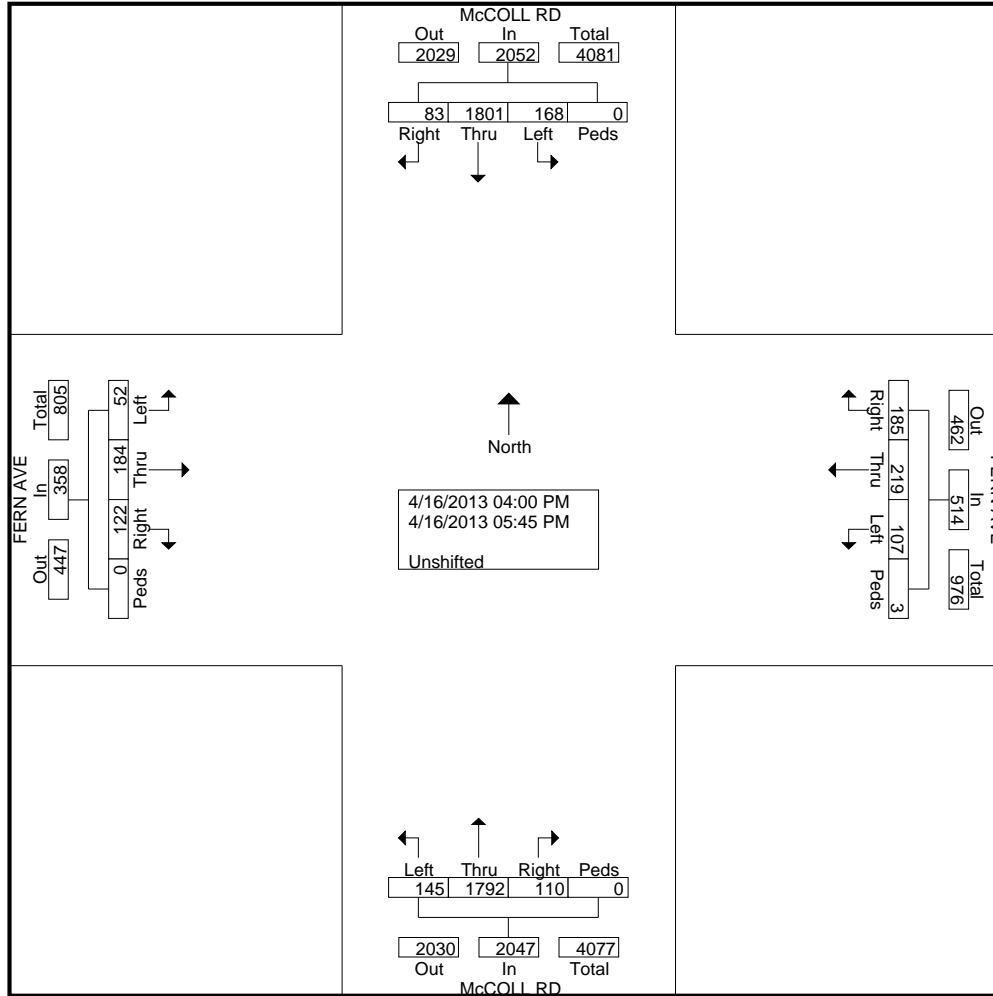 McCOLL RD
Out In Total
2029 2052 4081
83 1801 168 0
Right Thru Left Peds
FERN AVE
Total In Out
805 358 447
52 184 122 0
Left Thru Right Peds
North
4/16/2013 04:00 PM
4/16/2013 05:45 PM
Unshifted
Right Thru Left Peds
185 219 107 3
Out In Total
462 514 976
FERN AVE
Left Thru Right Peds
145 1792 110 0
2030 2047 4077
Out In Total
McCOLL RD